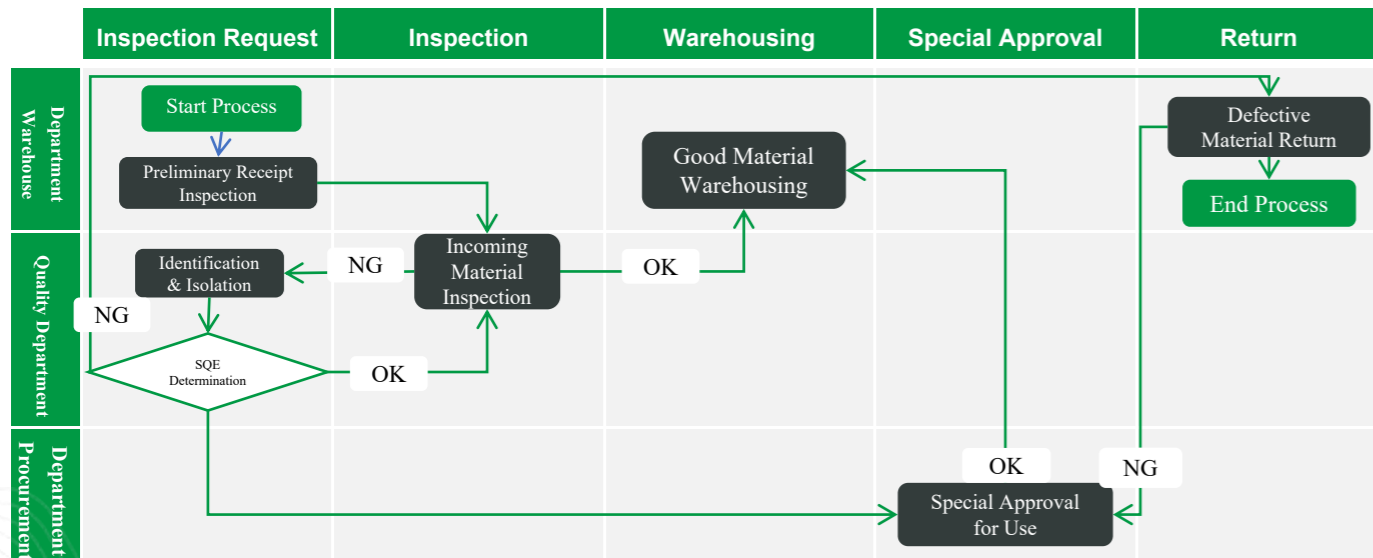 Inspection Request
Inspection
Warehousing
Special Approval
Return
Department
Warehouse
Start Process
Preliminary Receipt
Inspection
Good Material
Warehousing
Defective
Material Return
End Process
Quality Department
Identification
& Isolation
NG
Incoming
Material
Inspection
OK
NG
SQE
Determination
OK
Department
Procurement
OK
NG
Special Approval
for Use